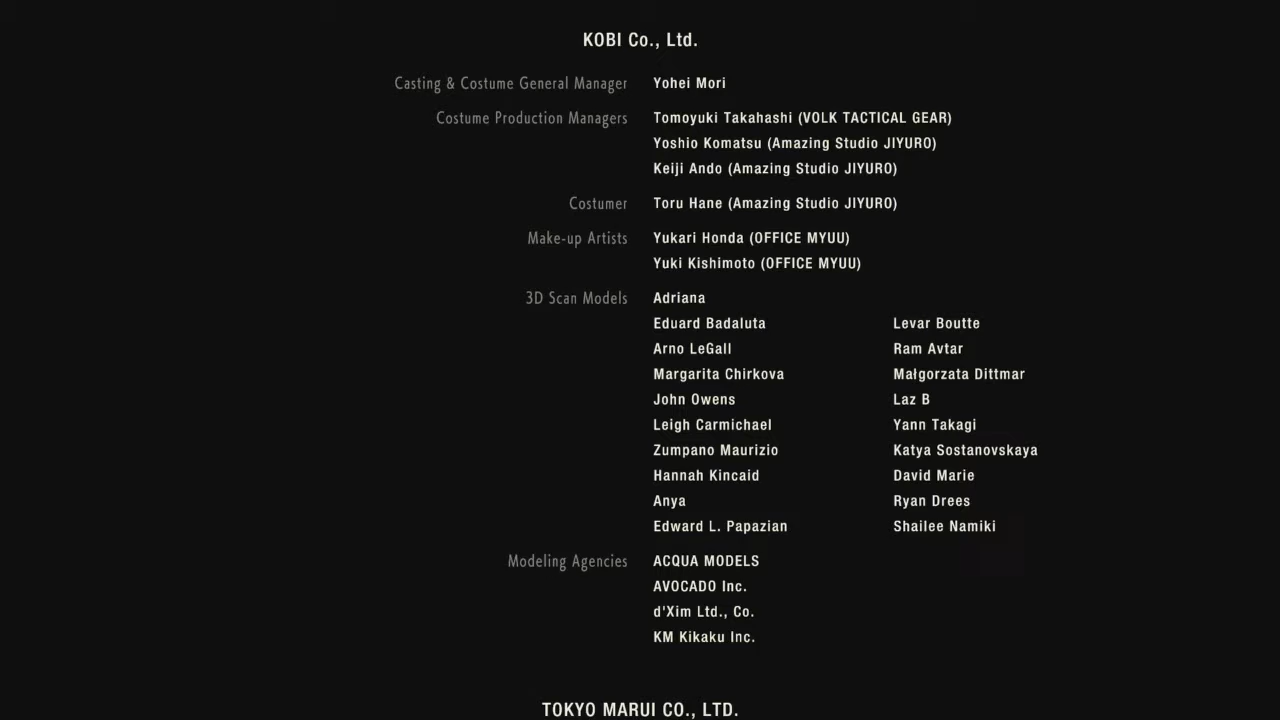 KOBI Co., Ltd.
Casting & Costume General Manager Yohei Mori
Costume Production Managers Tomoyuki Takahashi (VOLK TACTICAL GEAR)
Yoshio Komatsu (Amazing Studio JIYURO)
Keiji Ando (Amazing Studio JIYURO)
Costumer Toru Hane (Amazing Studio JIYURO)
Make-up Artists Yukari Honda (OFFICE MYUU)
Yuki Kishimoto (OFFICE MYUU)
3D Scan Models Adriana
Eduard Badaluta Levar Boutte
Arno LeGall Ram Avtar
Margarita Chirkova Małgorzata Dittmar
John Owens Laz B
Leigh Carmichael Yann Takagi
Zumpano Maurizio Katya Sostanovskaya
Hannah Kincaid David Marie
Anya Ryan Drees
Edward L. Papazian Shailee Namiki
Modeling Agencies ACQUA MODELS
AVOCADO Inc.
d'Xim Ltd., Co.
KM Kikaku Inc.
TOKYO MARUI CO., LTD.